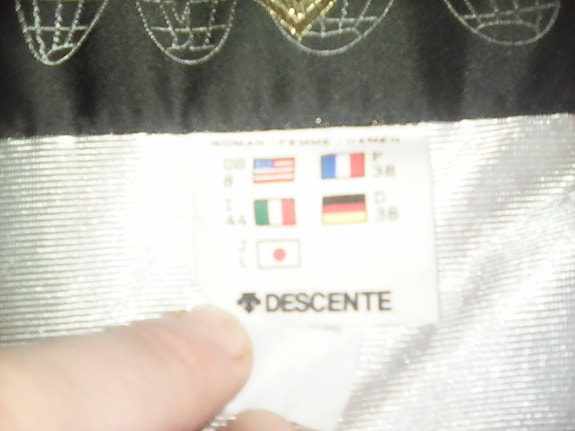 WOMAN / FEMME / DAMEN
US 8 F 38
I 44 D 38
J L
DESCENTE